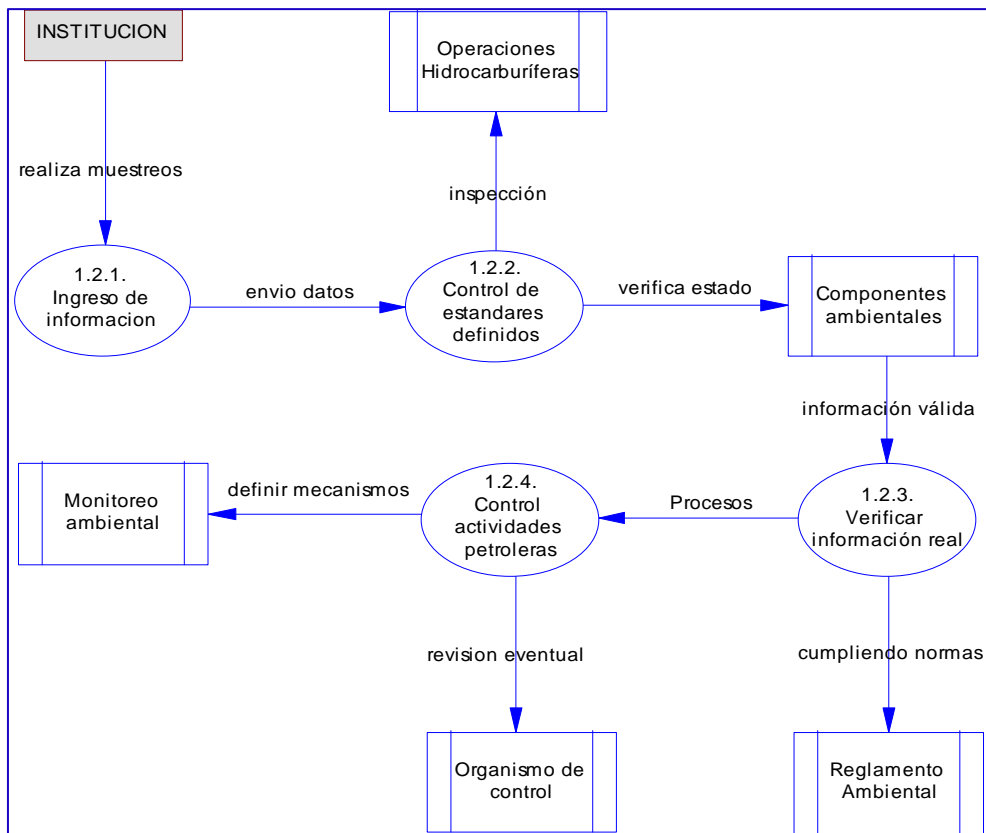 INSTITUCION
Operaciones
Hidrocarburíferas
realiza muestreos
inspección
1.2.1.
Ingreso de
informacion
envio datos
1.2.2.
Control de
estandares
definidos
verifica estado
Componentes
ambientales
información válida
Monitoreo
ambiental
definir mecanismos
1.2.4.
Control
actividades
petroleras
Procesos
1.2.3.
Verificar
información real
revision eventual
cumpliendo normas
Organismo de
control
Reglamento
Ambiental